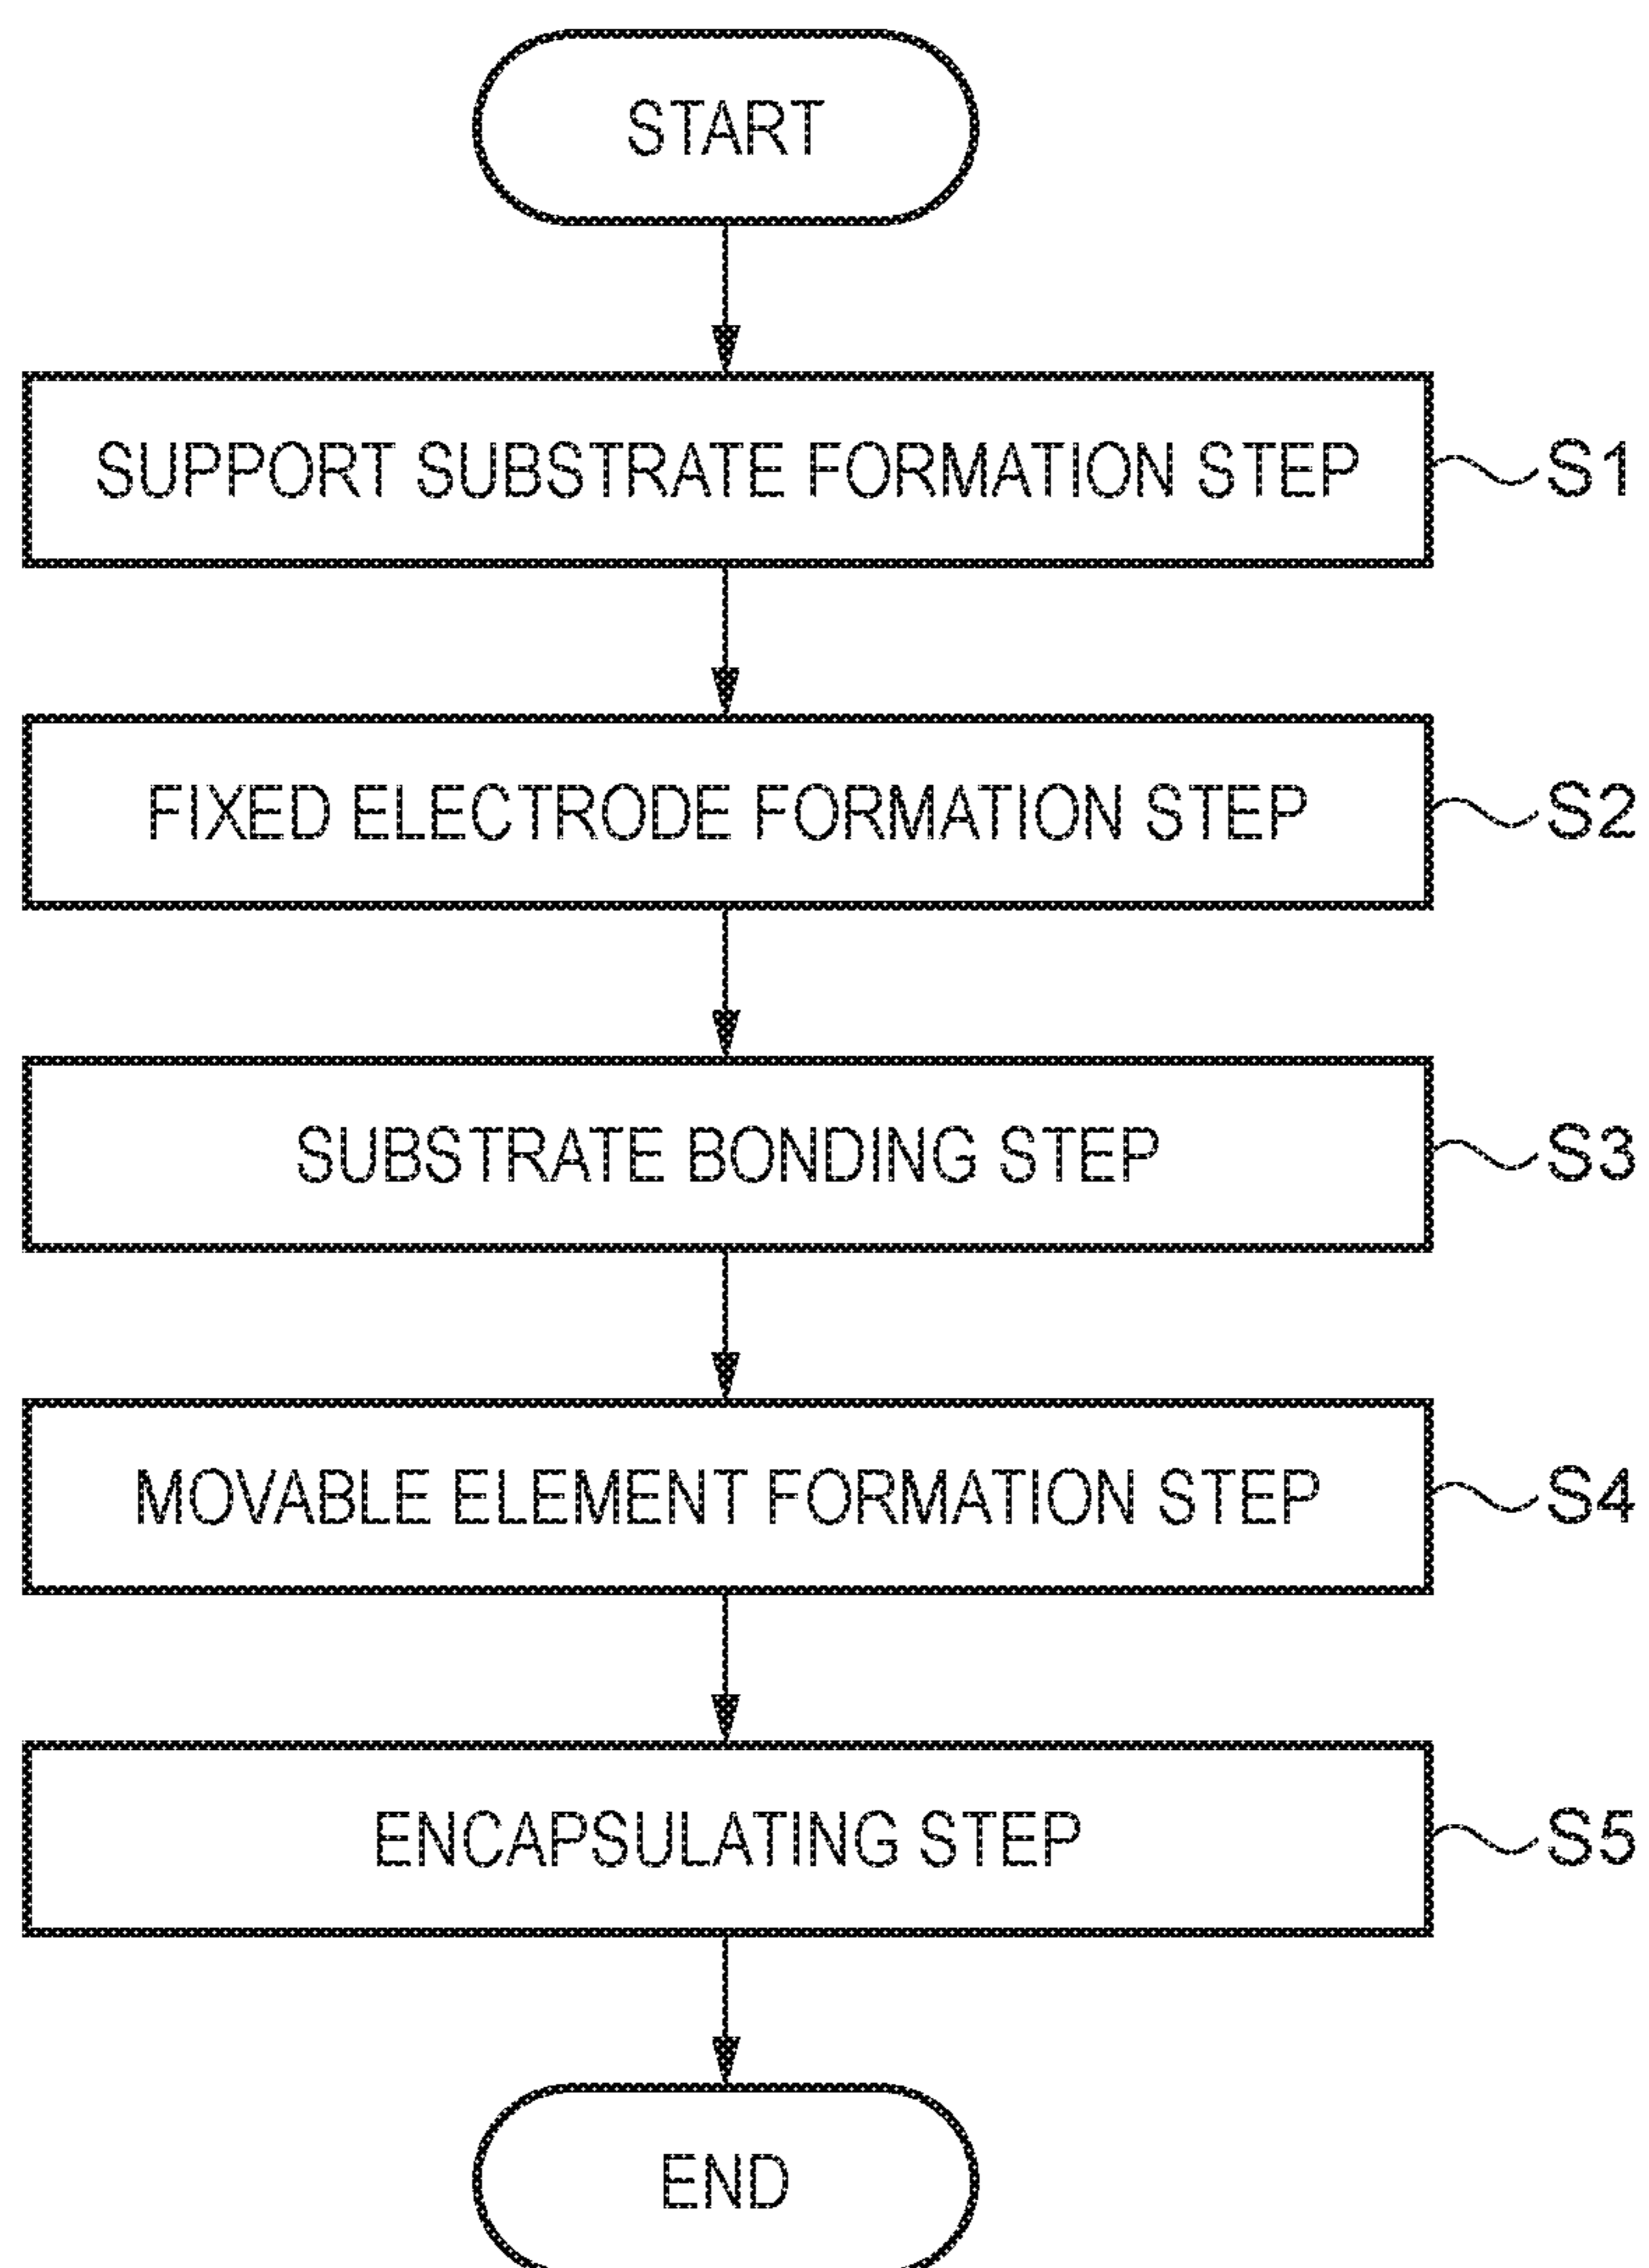 START
SUPPORT SUBSTRATE FORMATION STEP S1
FIXED ELECTRODE FORMATION STEP S2
SUBSTRATE BONDING STEP S3
MOVABLE ELEMENT FORMATION STEP S4
ENCAPSULATING STEP S5
END